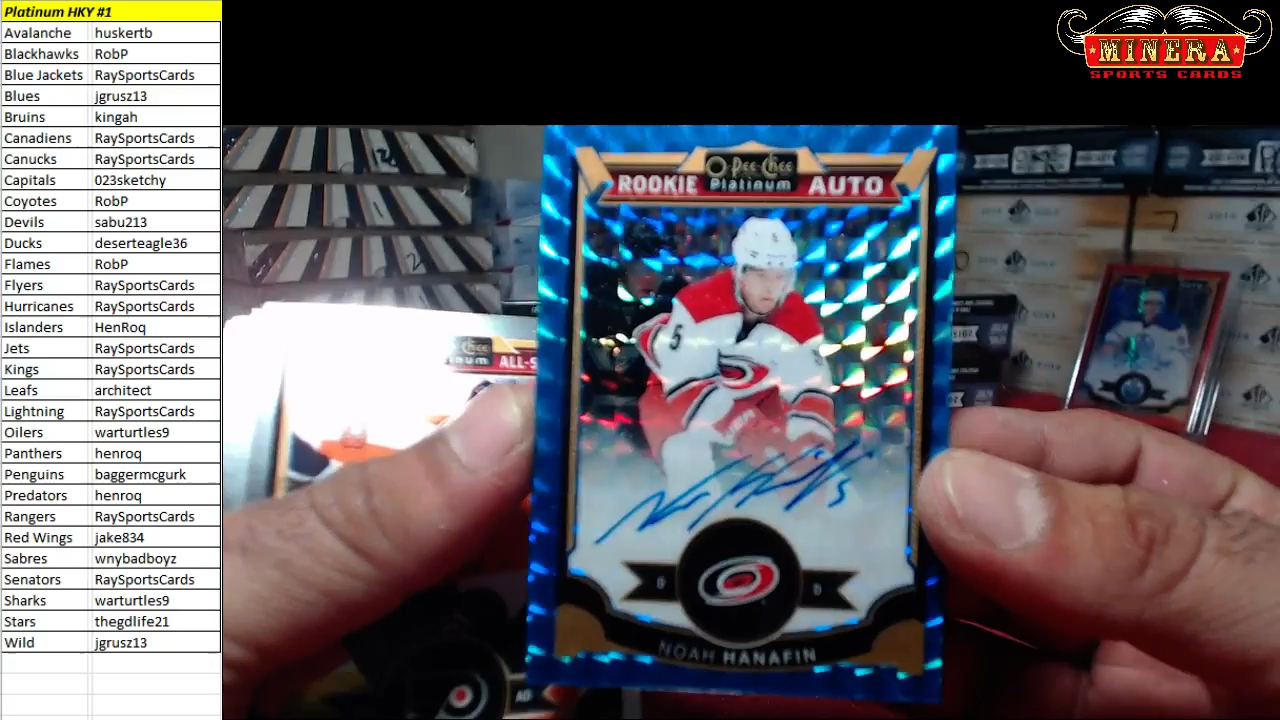 Platinum HKY #1
Avalanche huskertb
Blackhawks RobP
Blue Jackets RaySportsCards
Blues jgrusz13
Bruins kingah
Canadiens RaySportsCards
Canucks RaySportsCards
Capitals 023sketchy
Coyotes RobP
Devils sabu213
Ducks deserteagle36
Flames RobP
Flyers RaySportsCards
Hurricanes RaySportsCards
Islanders HenRoq
Jets RaySportsCards
Kings RaySportsCards
Leafs architect
Lightning RaySportsCards
Oilers warturtles9
Panthers henroq
Penguins baggermcgurk
Predators henroq
Rangers RaySportsCards
Red Wings jake834
Sabres wnybadboyz
Senators RaySportsCards
Sharks warturtles9
Stars thegdlife21
Wild jgrusz13
MINERA
SPORTS CARDS
O-Pee-Chee
ROOKIE Platinum AUTO
5
5
D D
NOAH HANAFIN
ALL-S